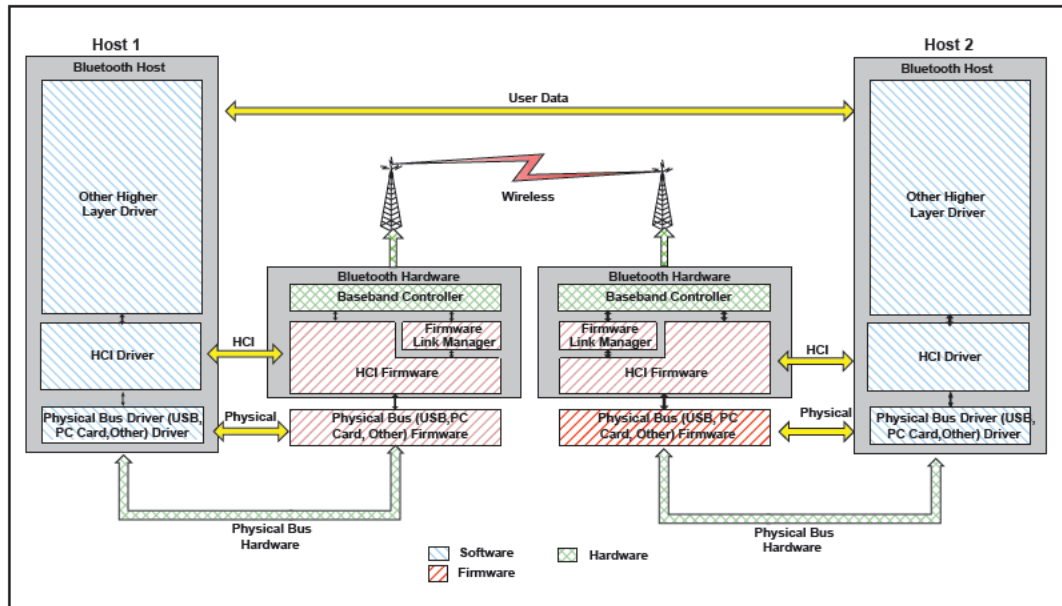 Host 1
Bluetooth Host
Other Higher
Layer Driver
HCI Driver
Physical Bus Driver (USB,
PC Card,Other) Driver
User Data
Wireless
HCI
Physical
Bluetooth Hardware
Baseband Controller
Firmware
Link Manager
HCI Firmware
Physical Bus (USB,PC
Card, Other) Firmware
Physical Bus
Hardware
Bluetooth Hardware
Baseband Controller
Firmware
Link Manager
HCI Firmware
Physical Bus (USB, PC
Card, Other) Firmware
HCI
Physical
Physical Bus
Hardware
Host 2
Bluetooth Host
Other Higher
Layer Driver
HCI Driver
Physical Bus Driver (USB,
PC Card,Other) Driver
Software
Hardware
Firmware